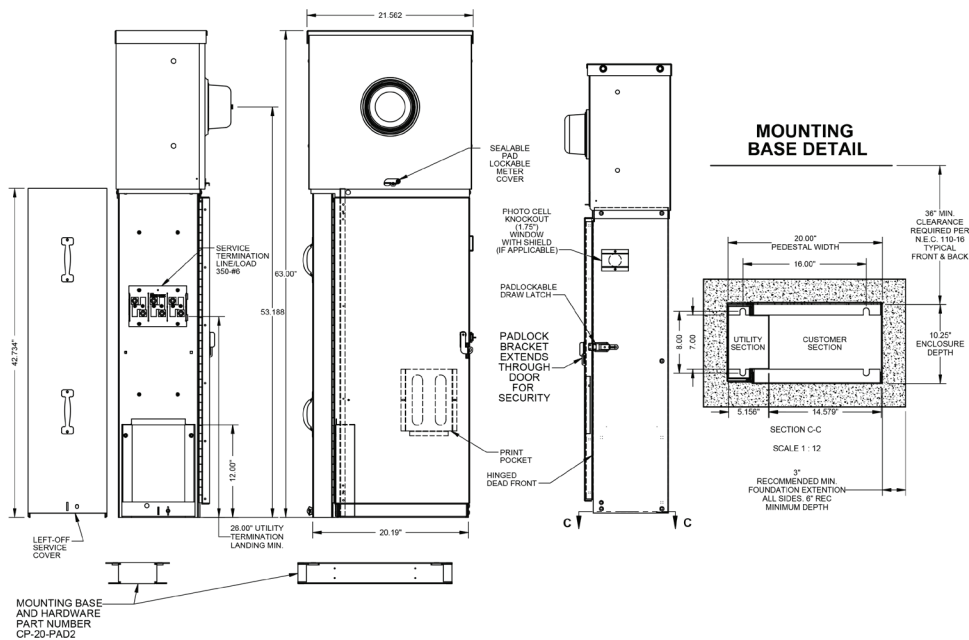 21.562
MOUNTING
BASE DETAIL
SEALABLE
PAD
LOCKABLE
METER
COVER
36" MIN.
CLEARANCE
REQUIRED PER
N.E.C. 110-16
TYPICAL
FRONT & BACK
PHOTO CELL
KNOCKOUT
(1.75")
WINDOW
WITH SHIELD
(IF APPLICABLE)
20.00"
PEDESTAL WIDTH
16.00"
SERVICE
TERMINATION
LINE/LOAD
350-#6
63.00"
53.188
42.734"
PADLOCKABLE
DRAW LATCH
PADLOCK
BRACKET
EXTENDS
THROUGH
DOOR
FOR
SECURITY
8.00
7.00
UTILITY
SECTION
CUSTOMER
SECTION
10.25"
ENCLOSURE
DEPTH
5.156"
14.579"
SECTION C-C
SCALE 1 : 12
12.00"
PRINT
POCKET
HINGED
DEAD FRONT
3"
RECOMMENDED MIN.
FOUNDATION EXTENTION
ALL SIDES. 6" REC
MINIMUM DEPTH
C
C
20.19"
26.00" UTILITY
TERMINATION
LANDING MIN.
LEFT-OFF
SERVICE
COVER
MOUNTING BASE
AND HARDWARE
PART NUMBER
CP-20-PAD2